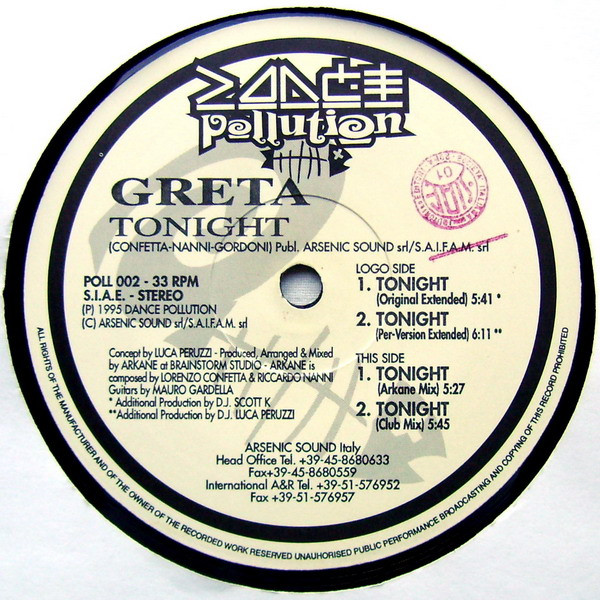 DANCE
pollution
GRETA
TONIGHT
(CONFETTA-NANNI-GORDONI) Publ. ARSENIC SOUND srl/S.A.I.F.A.M. srl
POLL 002 - 33 RPM
S.I.A.E. - STEREO
(P) 1995 DANCE POLLUTION
(C) ARSENIC SOUND srl/S.A.I.F.A.M. srl
LOGO SIDE
1. TONIGHT
(Original Extended) 5:41 *
2. TONIGHT
(Per-Version Extended) 6:11 **
THIS SIDE
1. TONIGHT
(Arkane Mix) 5:27
2. TONIGHT
(Club Mix) 5:45
Concept by LUCA PERUZZI - Produced, Arranged & Mixed
by ARKANE at BRAINSTORM STUDIO - ARKANE is
composed by LORENZO CONFETTA & RICCARDO NANNI
Guitars by MAURO GARDELLA
* Additional Production by D.J. SCOTT K
**Additional Production by D.J. LUCA PERUZZI
ARSENIC SOUND Italy
Head Office Tel. +39-45-8680633
Fax+39-45-8680559
International A&R Tel. +39-51-576952
Fax +39-51-576957
ALL RIGHTS OF THE MANUFACTURER AND OF THE OWNER OF THE RECORDED WORK RESERVED UNAUHORISED PUBLIC PERFORMANCE BROADCASTING AND COPYING OF THIS RECORD PROHIBITED
SIAE
01